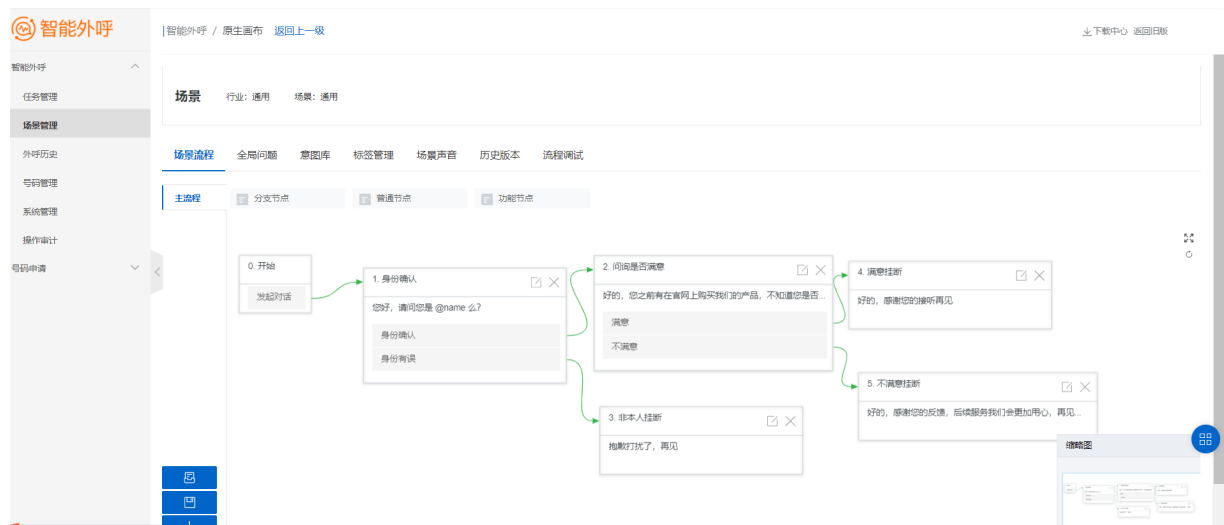 智能外呼
智能外呼 / 原生画布 返回上一级
下载中心 返回旧版
智能外呼
任务管理
场景管理
外呼历史
号码管理
系统管理
操作审计
号码申请
场景 行业: 通用 场景: 通用
场景流程 全局问题 意图库 标签管理 场景声音 历史版本 流程调试
主流程 分支节点 普通节点 功能节点
0. 开始
发起对话
1. 身份确认
您好，请问您是 @name 么?
身份确认
身份有误
2. 问询是否满意
好的，您之前有在官网上购买我们的产品，不知道您是否...
满意
不满意
4. 满意挂断
好的，感谢您的接听再见
5. 不满意挂断
好的，感谢您的反馈，后续服务我们会更加用心，再见...
3. 非本人挂断
抱歉打扰了，再见
缩略图